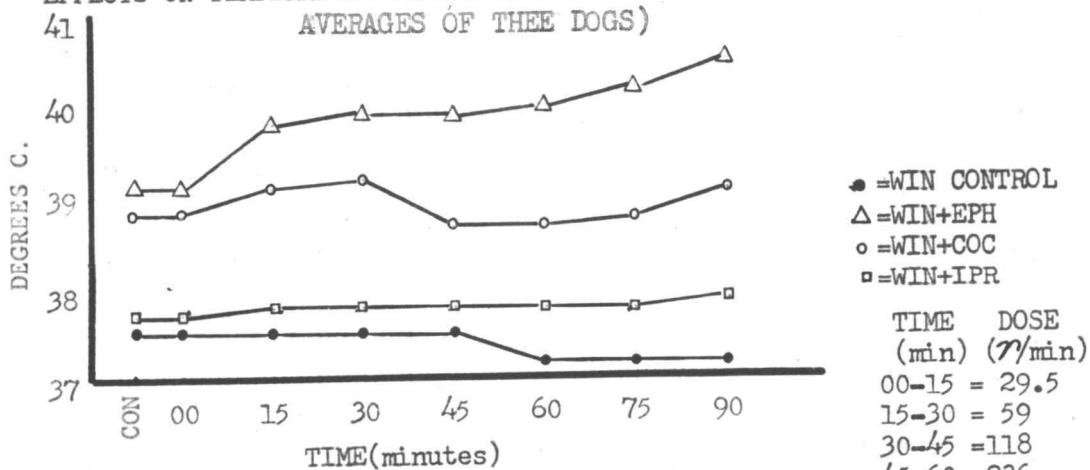 EFFECTS ON
AVERAGES OF THEE DOGS)
41
40
39
38
37
DEGREES C.
CON 00 15 30 45 60 75 90
TIME(minutes)
●=WIN CONTROL
△=WIN+EPH
○=WIN+COC
□=WIN+IPR
TIME DOSE
(min) (γ/min)
00-15 = 29.5
15-30 = 59
30-45 =118